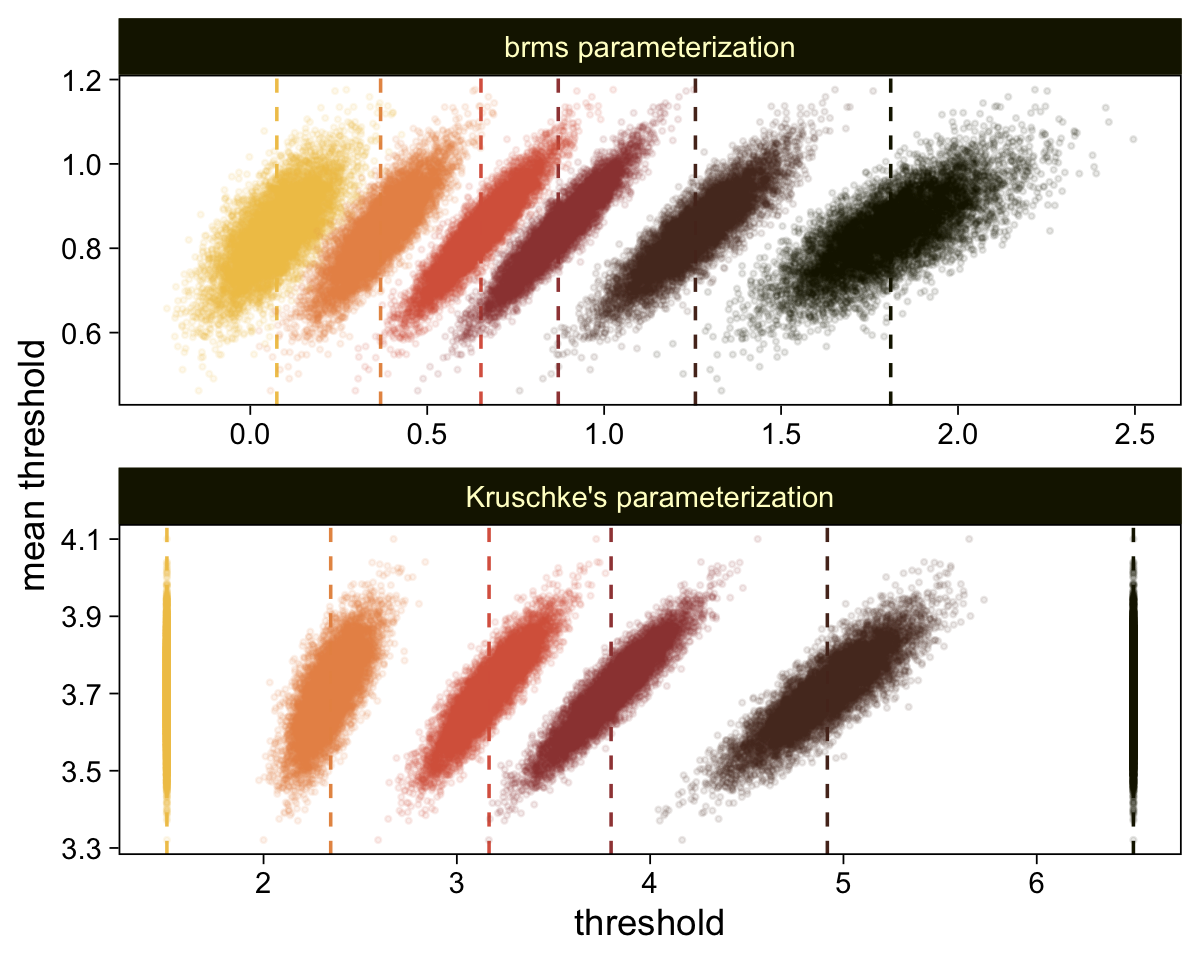 brms parameterization
1.2
1.0
0.8
0.6
0.0 0.5 1.0 1.5 2.0 2.5
mean threshold
Kruschke's parameterization
4.1
3.9
3.7
3.5
3.3
2 3 4 5 6
threshold